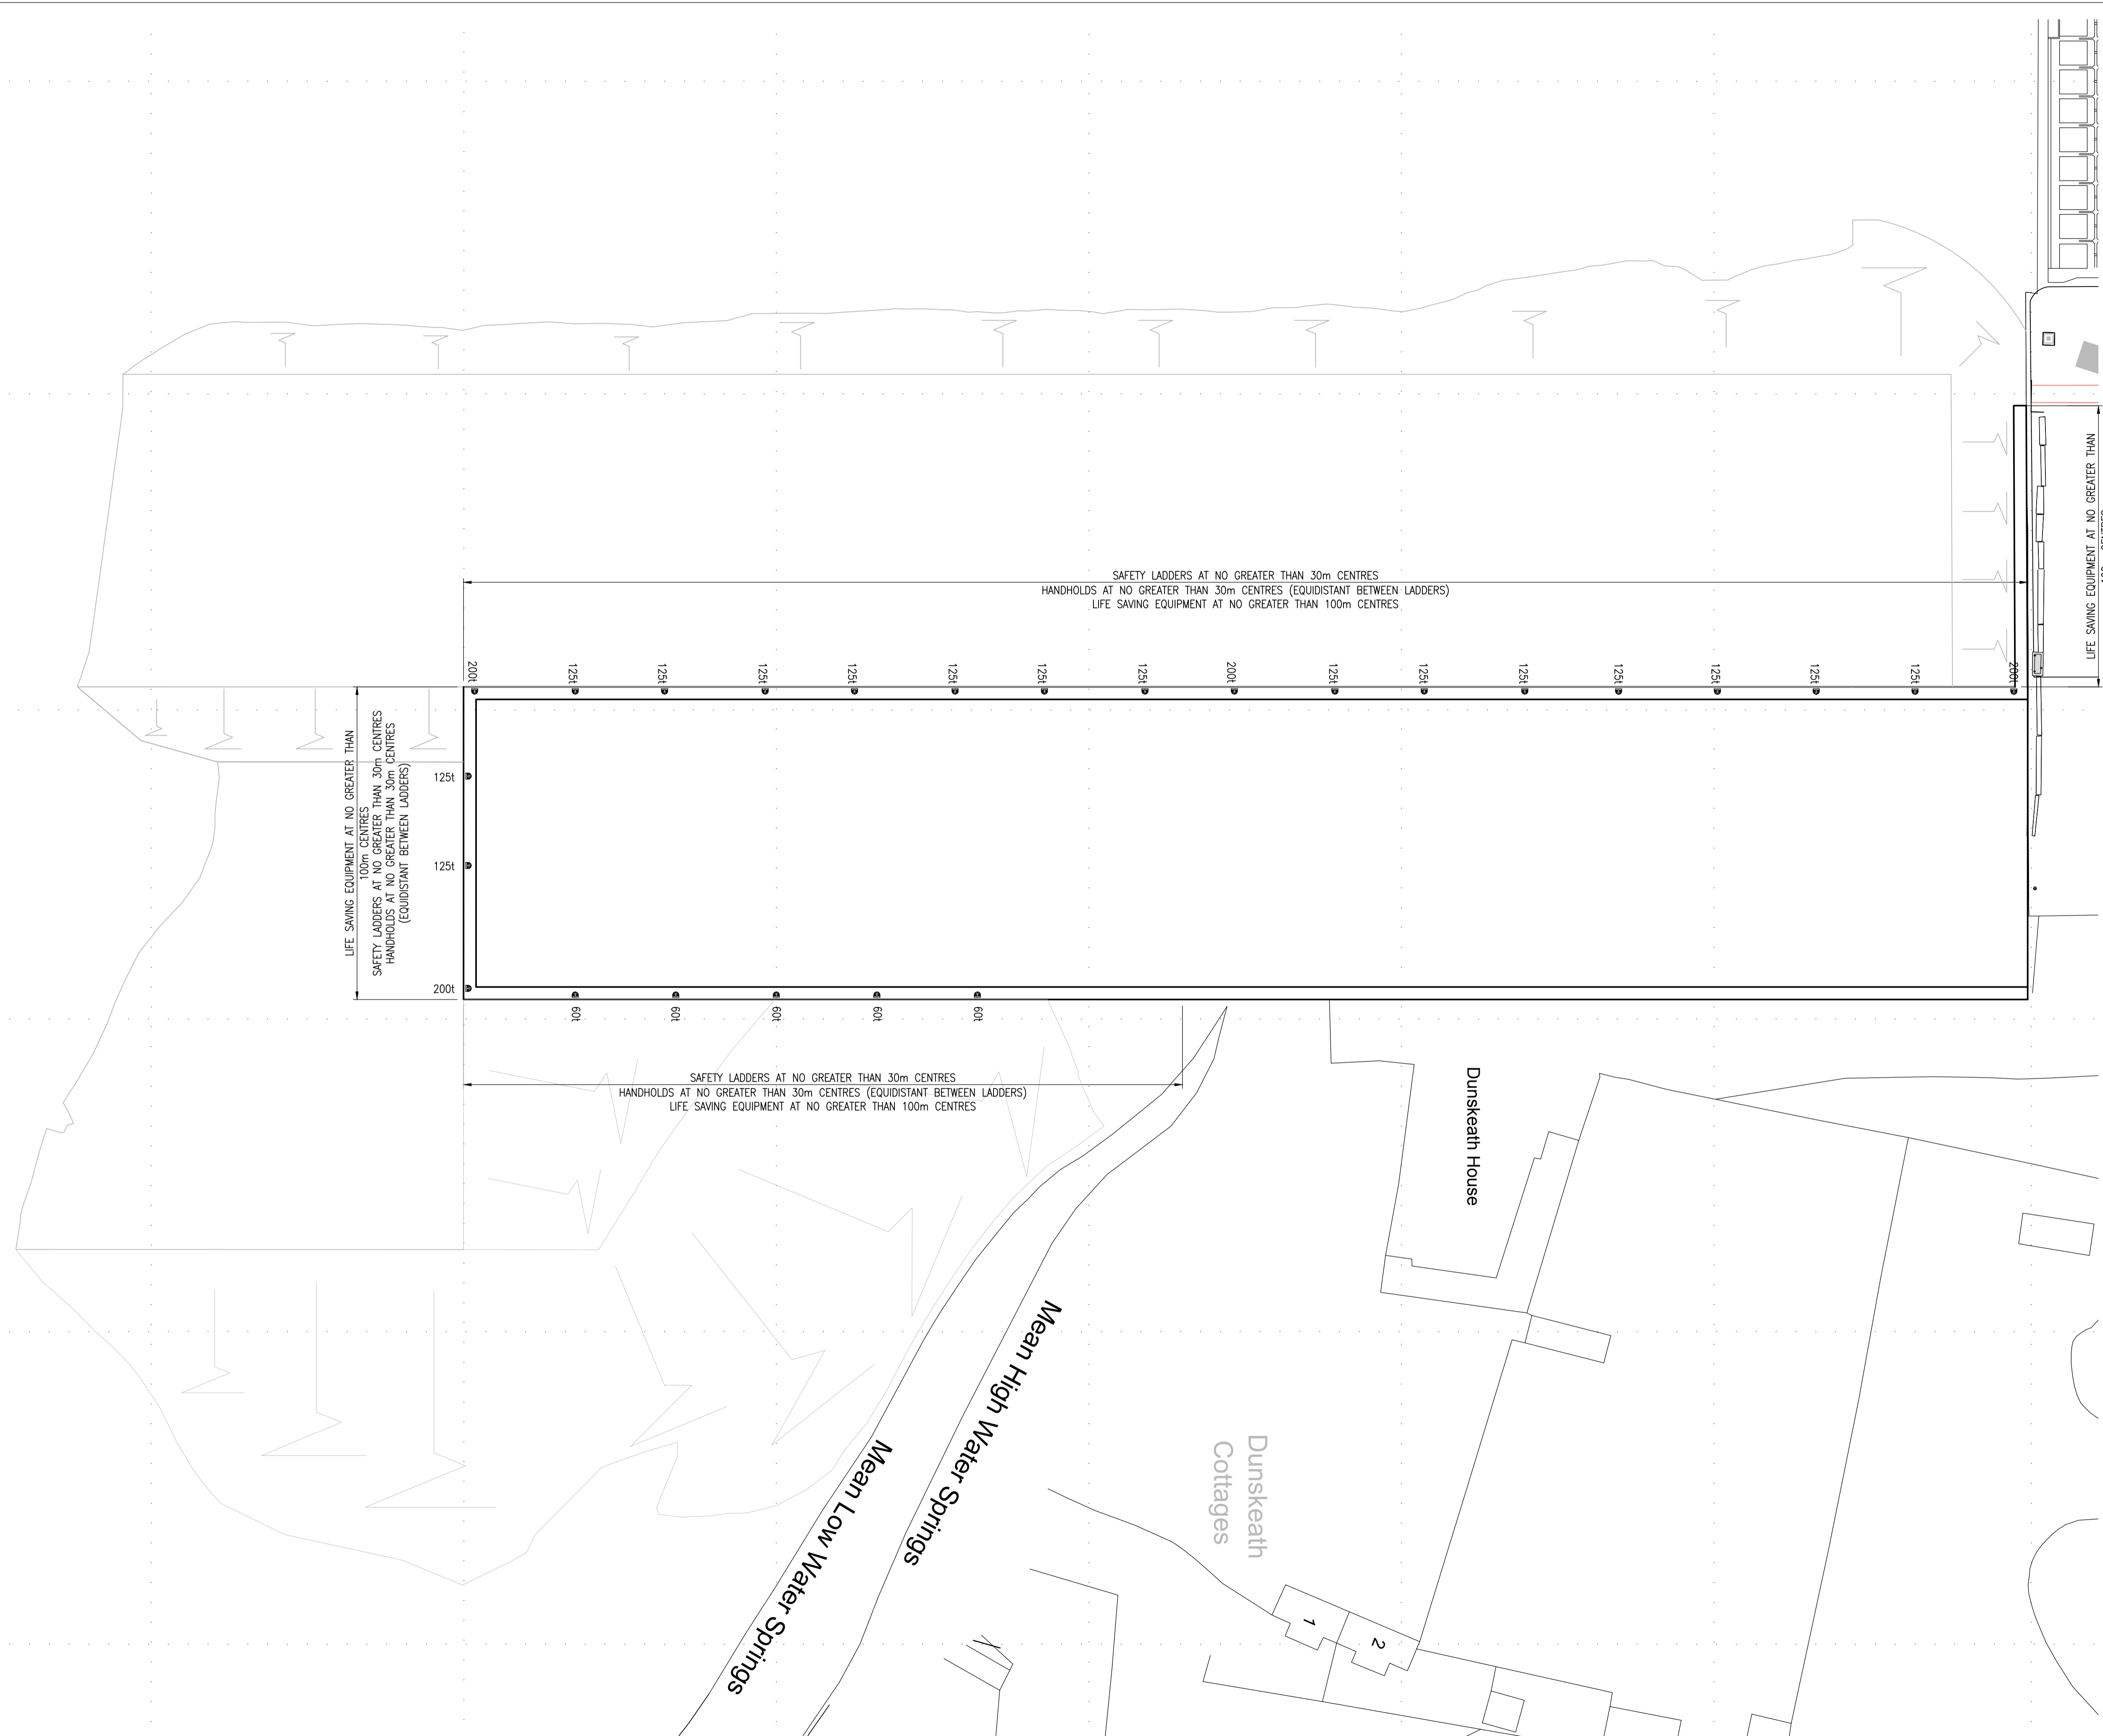 LIFE SAVING EQUIPMENT AT NO GREATER THAN
SAFETY LADDERS AT NO GREATER THAN 30m CENTRES
HANDHOLDS AT NO GREATER THAN 30m CENTRES (EQUIDISTANT BETWEEN LADDERS)
LIFE SAVING EQUIPMENT AT NO GREATER THAN 100m CENTRES
200t
125t
125t
125t
125t
125t
125t
125t
200t
125t
125t
125t
125t
125t
125t
125t
200t
LIFE SAVING EQUIPMENT AT NO GREATER THAN
100m CENTRES
SAFETY LADDERS AT NO GREATER THAN 30m CENTRES
HANDHOLDS AT NO GREATER THAN 30m CENTRES
(EQUIDISTANT BETWEEN LADDERS)
125t
125t
200t
60t
60t
60t
60t
60t
SAFETY LADDERS AT NO GREATER THAN 30m CENTRES
HANDHOLDS AT NO GREATER THAN 30m CENTRES (EQUIDISTANT BETWEEN LADDERS)
LIFE SAVING EQUIPMENT AT NO GREATER THAN 100m CENTRES
Dunskeath House
Mean High Water Springs
Mean Low Water Springs
Dunskeath
Cottages
1
2